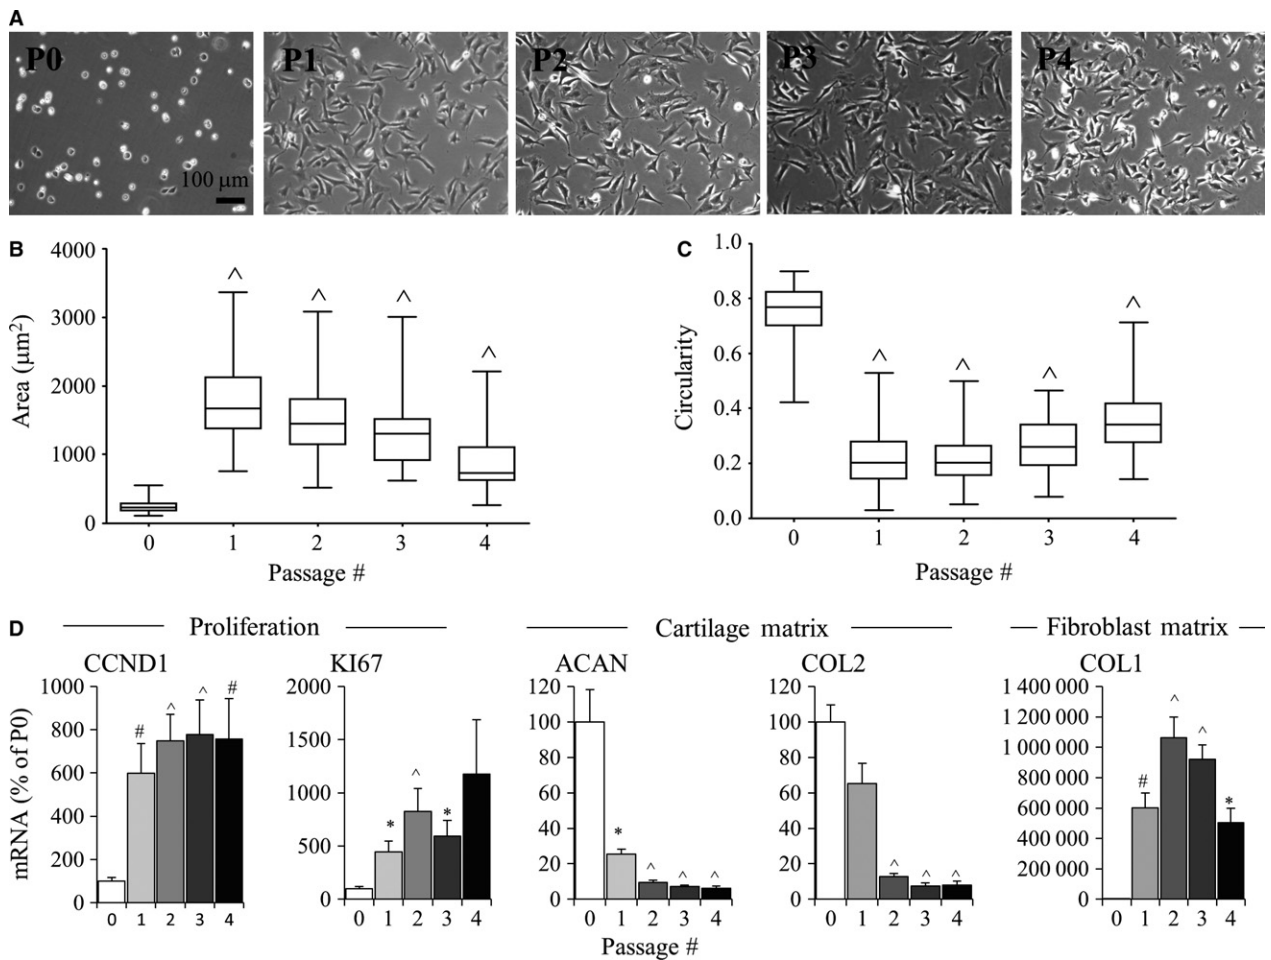 A
P0 P1 P2 P3 P4
100 μm
B
4000
3000
2000
1000
0
Area (μm²)
^ ^ ^ ^
0 1 2 3 4
Passage #
C
1.0
0.8
0.6
0.4
0.2
0.0
Circularity
^ ^ ^ ^
0 1 2 3 4
Passage #
D
Proliferation Cartilage matrix Fibroblast matrix
CCND1 KI67 ACAN COL2 COL1
mRNA (% of P0)
1000
800
600
400
200
0
# ^ ^ #
0 1 2 3 4
2000
1500
1000
500
0
* ^ *
0 1 2 3 4
120
100
80
60
40
20
0
* ^ ^ ^
0 1 2 3 4
120
100
80
60
40
20
0
^ ^ ^
0 1 2 3 4
1 400 000
1 200 000
1 000 000
800 000
600 000
400 000
200 000
0
# ^ ^ *
0 1 2 3 4
Passage #